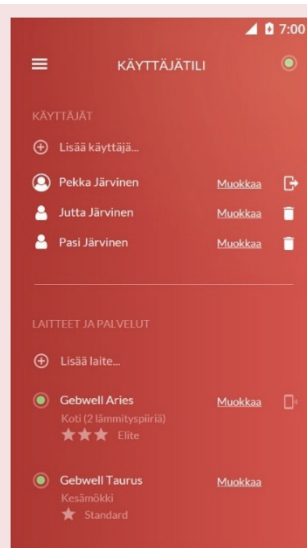 7:00
KÄYTTÄJÄTILI
KÄYTTÄJÄT
Lisää käyttäjä...
Pekka Järvinen Muokkaa
Jutta Järvinen Muokkaa
Pasi Järvinen Muokkaa
LAITTEET JA PALVELUT
Lisää laite...
Gebwell Aries Muokkaa
Koti (2 lämmityspiiriä)
Elite
Gebwell Taurus Muokkaa
Kesämökki
Standard